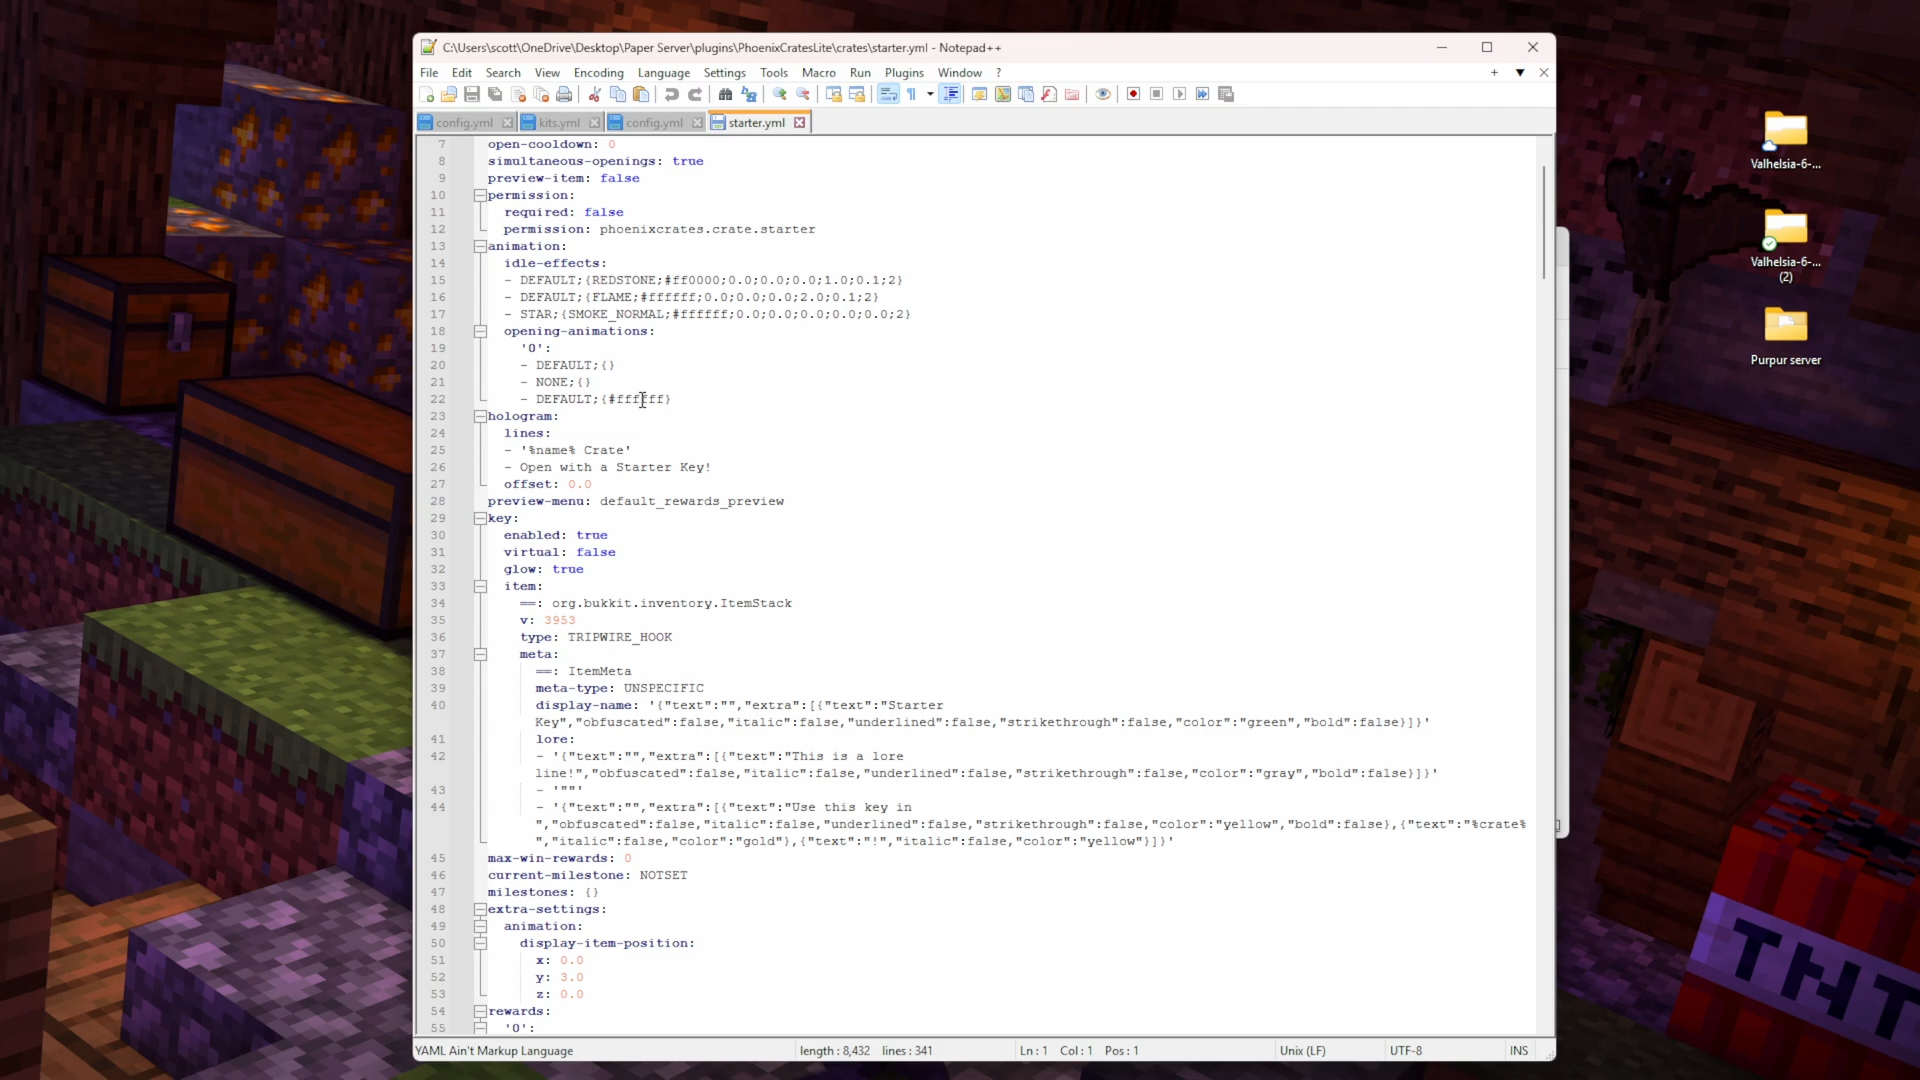 C:\Users\scott\OneDrive\Desktop\Paper Server\plugins\PhoenixCratesLite\crates\starter.yml - Notepad++
File Edit Search View Encoding Language Settings Tools Macro Run Plugins Window ?
config.yml kits.yml config.yml starter.yml
7 open-cooldown: 0
8 simultaneous-openings: true
9 preview-item: false
10 permission:
11 required: false
12 permission: phoenixcrates.crate.starter
13 animation:
14 idle-effects:
15 - DEFAULT;{REDSTONE;#ff0000;0.0;0.0;0.0;1.0;0.1;2}
16 - DEFAULT;{FLAME;#ffffff;0.0;0.0;0.0;2.0;0.1;2}
17 - STAR;{SMOKE_NORMAL;#ffffff;0.0;0.0;0.0;0.0;0.0;2}
18 opening-animations:
19 '0':
20 - DEFAULT;{}
21 - NONE;{}
22 - DEFAULT;{#ffffff}
23 hologram:
24 lines:
25 - '%name% Crate'
26 - Open with a Starter Key!
27 offset: 0.0
28 preview-menu: default_rewards_preview
29 key:
30 enabled: true
31 virtual: false
32 glow: true
33 item:
34 ==: org.bukkit.inventory.ItemStack
35 v: 3953
36 type: TRIPWIRE_HOOK
37 meta:
38 ==: ItemMeta
39 meta-type: UNSPECIFIC
40 display-name: '{"text":"","extra":[{"text":"Starter
Key","obfuscated":false,"italic":false,"underlined":false,"strikethrough":false,"color":"green","bold":false}]}'
41 lore:
42 - '{"text":"","extra":[{"text":"This is a lore
line!","obfuscated":false,"italic":false,"underlined":false,"strikethrough":false,"color":"gray","bold":false}]}'
43 - '""'
44 - '{"text":"","extra":[{"text":"Use this key in
","obfuscated":false,"italic":false,"underlined":false,"strikethrough":false,"color":"yellow","bold":false},{"text":"%crate%
","italic":false,"color":"gold"},{"text":"!","italic":false,"color":"yellow"}]}'
45 max-win-rewards: 0
46 current-milestone: NOTSET
47 milestones: {}
48 extra-settings:
49 animation:
50 display-item-position:
51 x: 0.0
52 y: 3.0
53 z: 0.0
54 rewards:
55 '0':
YAML Ain't Markup Language length : 8,432 lines : 341 Ln : 1 Col : 1 Pos : 1 Unix (LF) UTF-8 INS
Valhelsia-6-...
Valhelsia-6-...
(2)
Purpur server
TNT